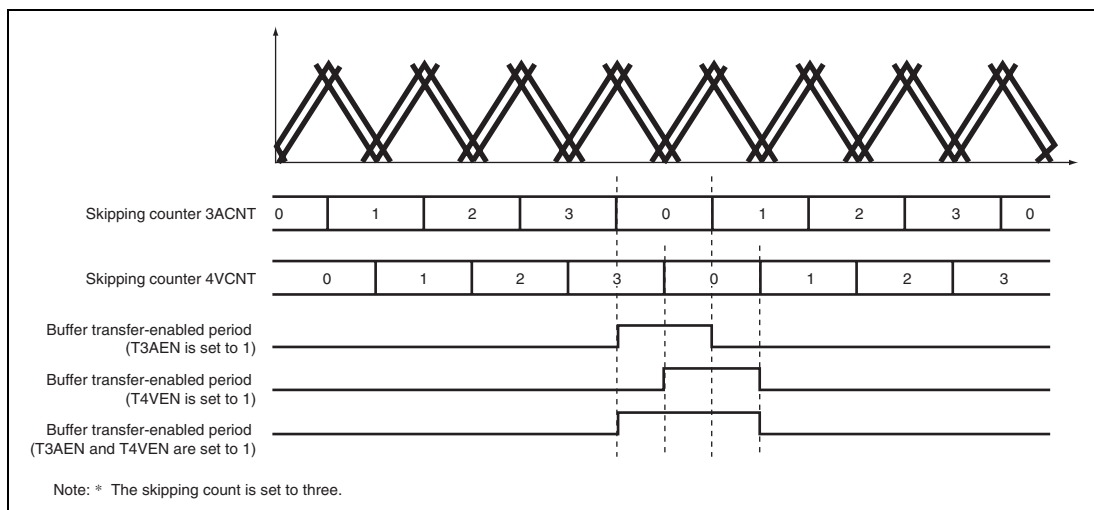 Skipping counter 3ACNT 0 1 2 3 0 1 2 3 0
Skipping counter 4VCNT 0 1 2 3 0 1 2 3
Buffer transfer-enabled period
(T3AEN is set to 1)
Buffer transfer-enabled period
(T4VEN is set to 1)
Buffer transfer-enabled period
(T3AEN and T4VEN are set to 1)
Note: * The skipping count is set to three.